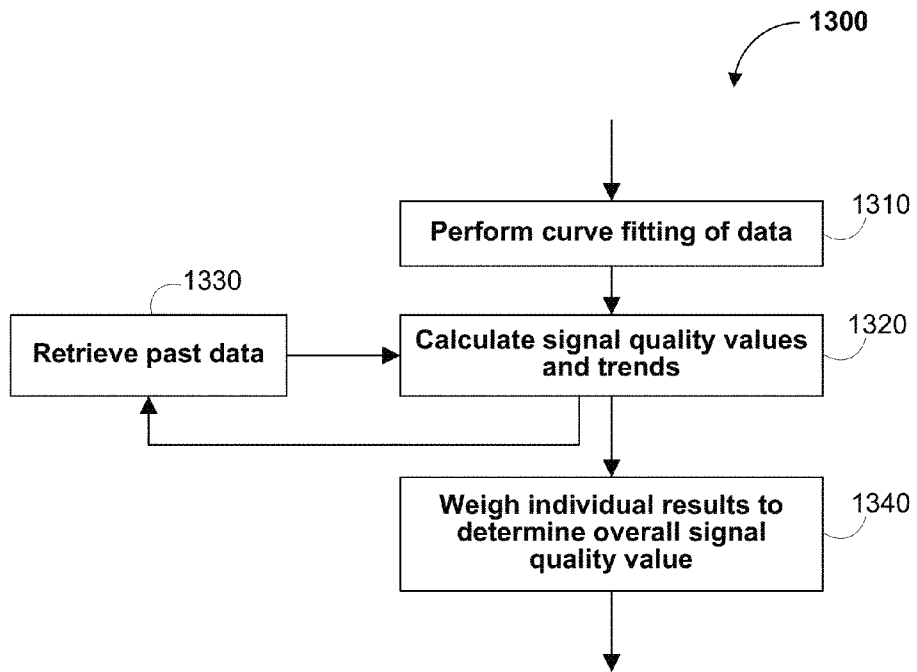 1300
Perform curve fitting of data
1310
1330
Retrieve past data
Calculate signal quality values
and trends
1320
Weigh individual results to
determine overall signal
quality value
1340